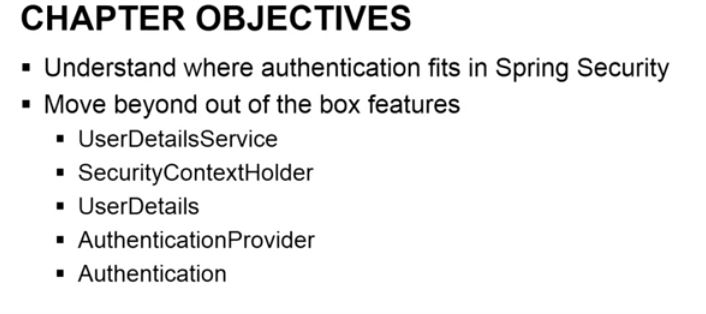 CHAPTER OBJECTIVES
▪ Understand where authentication fits in Spring Security
▪ Move beyond out of the box features
▪ UserDetailsService
▪ SecurityContextHolder
▪ UserDetails
▪ AuthenticationProvider
▪ Authentication